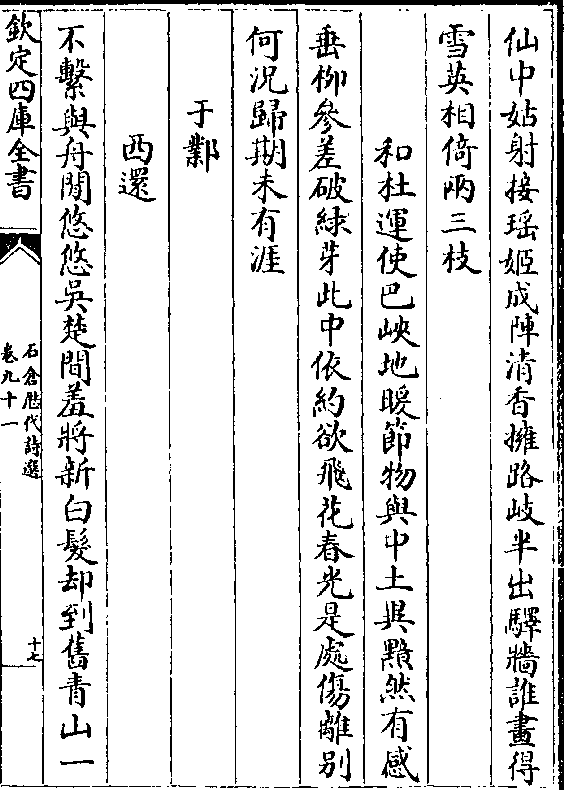 仙中姑射接瑶姬成陣清香擁路岐半出驛牆誰畫得
雪英相倚兩三枝
和杜運使巴峽地暖節物與中土異黯然有感
垂柳參差破緑芽此中依約欲飛花春光是處傷離别
何况歸期未有涯
于鄴
西還
不繫與舟閒悠悠吳楚間羞將新白髮却到舊青山一
欽定四庫全書
石倉歴代詩選
卷九十一
十七